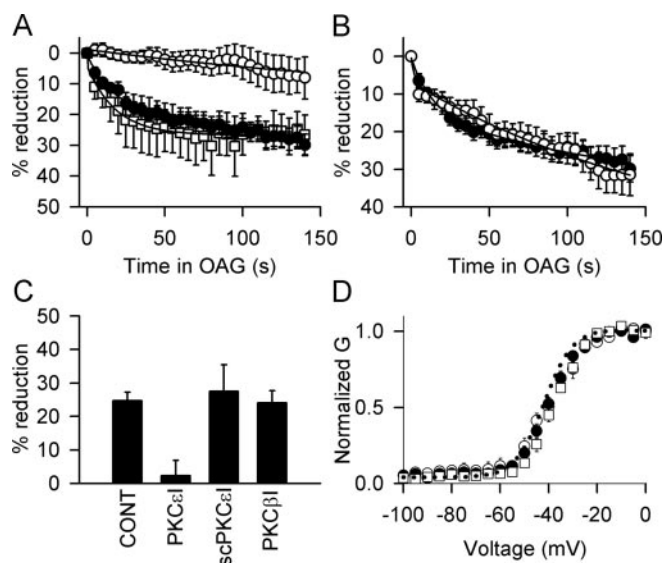 A
% reduction
0
10
20
30
40
50
0 50 100 150
Time in OAG (s)
B
% reduction
0
10
20
30
40
0 50 100 150
Time in OAG (s)
C
% reduction
50
40
30
20
10
0
CONT
PKCεI
scPKCεI
PKCβI
D
Normalized G
1.0
0.5
0.0
-100 -80 -60 -40 -20 0
Voltage (mV)